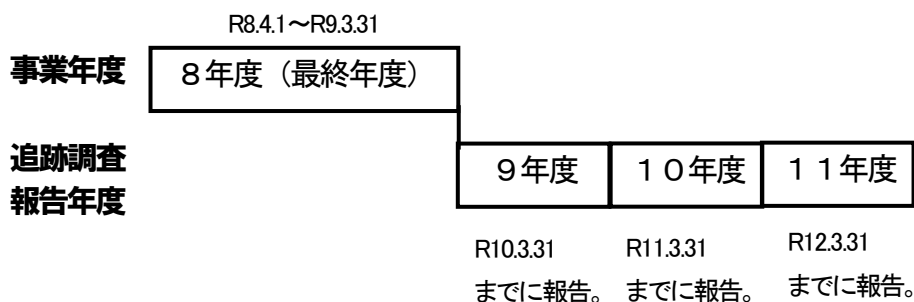 R8.4.1～R9.3.31
事業年度
８年度（最終年度）
追跡調査
報告年度
９年度
１０年度
１１年度
R10.3.31
までに報告。
R11.3.31
までに報告。
R12.3.31
までに報告。